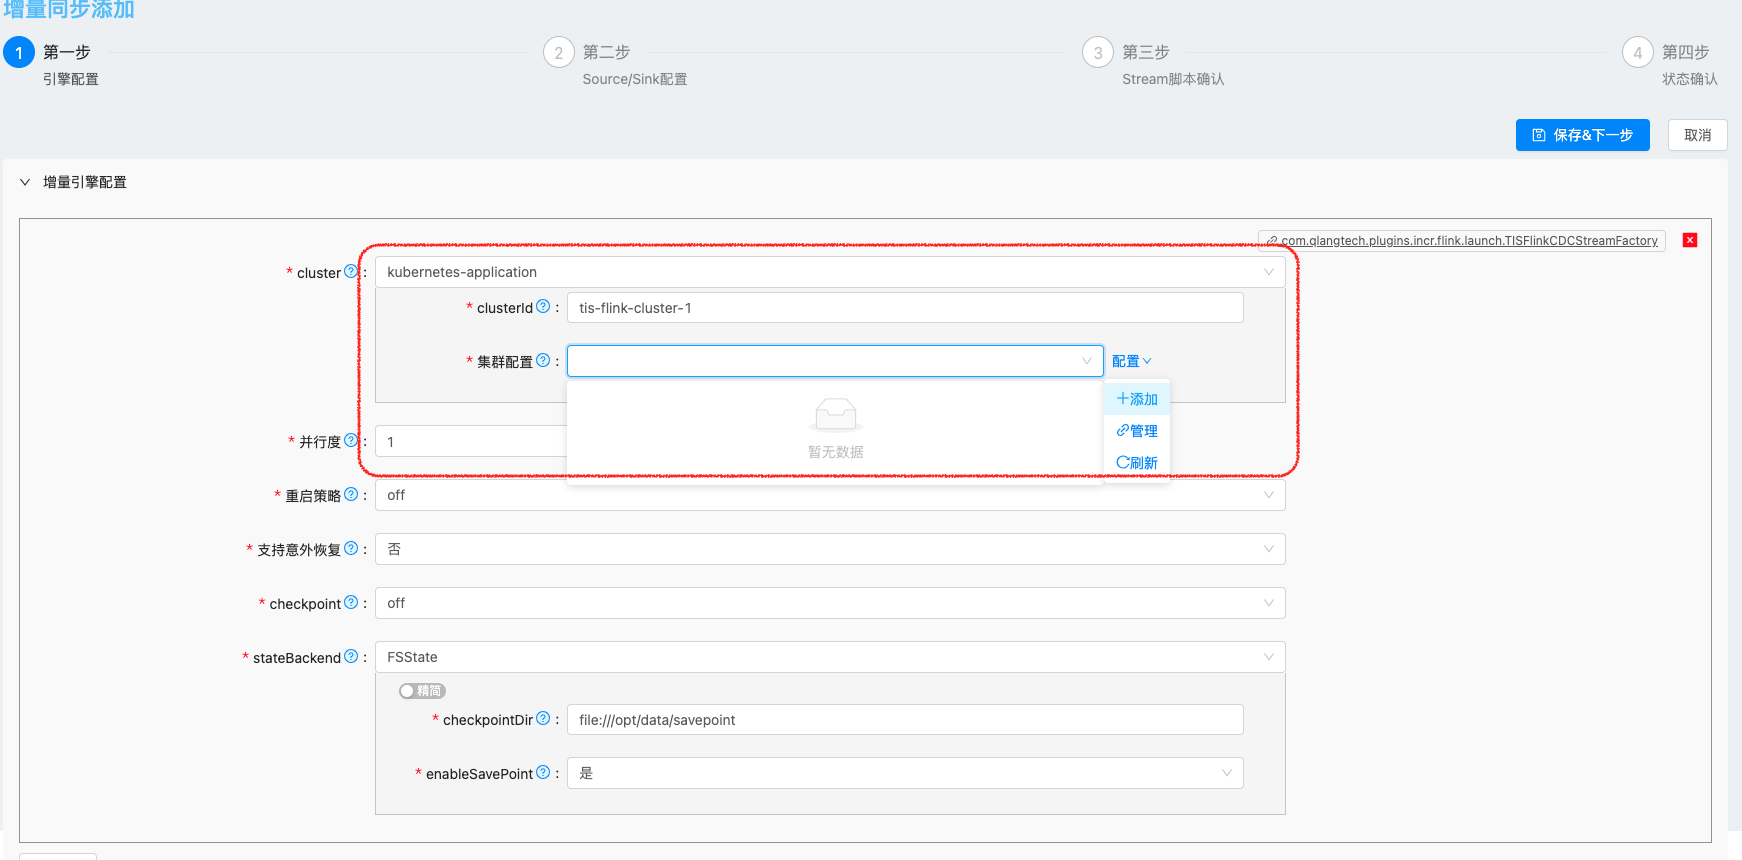 增量同步添加
1 第一步
引擎配置
2 第二步
Source/Sink配置
3 第三步
Stream脚本确认
4 第四步
状态确认
保存&下一步
取消
增量引擎配置
com.qlangtech.plugins.incr.flink.launch.TISFlinkCDCStreamFactory
* cluster :
kubernetes-application
* clusterId :
tis-flink-cluster-1
* 集群配置 :
配置
添加
管理
刷新
暂无数据
* 并行度 :
1
* 重启策略 :
off
* 支持意外恢复 :
否
* checkpoint :
off
* stateBackend :
FSState
精简
* checkpointDir :
file:///opt/data/savepoint
* enableSavePoint :
是